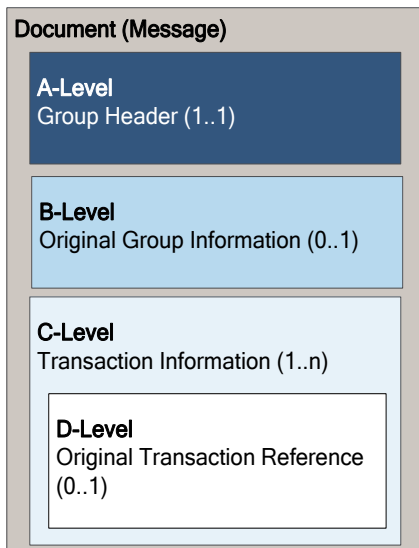 Document (Message)
A-Level
Group Header (1..1)
B-Level
Original Group Information (0..1)
C-Level
Transaction Information (1..n)
D-Level
Original Transaction Reference
(0..1)